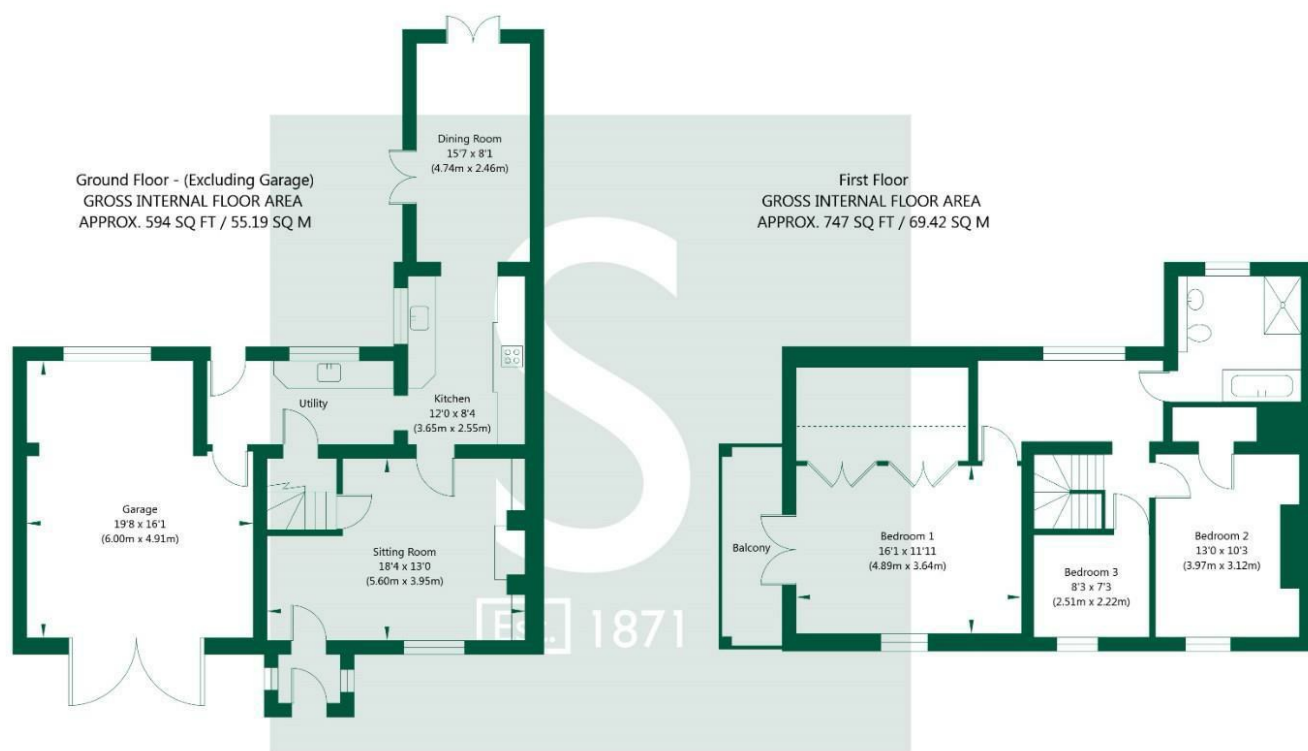 Ground Floor - (Excluding Garage)
GROSS INTERNAL FLOOR AREA
APPROX. 594 SQ FT / 55.19 SQ M
Dining Room
15'7 x 8'1
(4.74m x 2.46m)
Utility
Kitchen
12'0 x 8'4
(3.65m x 2.55m)
Garage
19'8 x 16'1
(6.00m x 4.91m)
Sitting Room
18'4 x 13'0
(5.60m x 3.95m)
First Floor
GROSS INTERNAL FLOOR AREA
APPROX. 747 SQ FT / 69.42 SQ M
Balcony
Bedroom 1
16'1 x 11'11
(4.89m x 3.64m)
Bedroom 3
8'3 x 7'3
(2.51m x 2.22m)
Bedroom 2
13'0 x 10'3
(3.97m x 3.12m)
S
Est. 1871